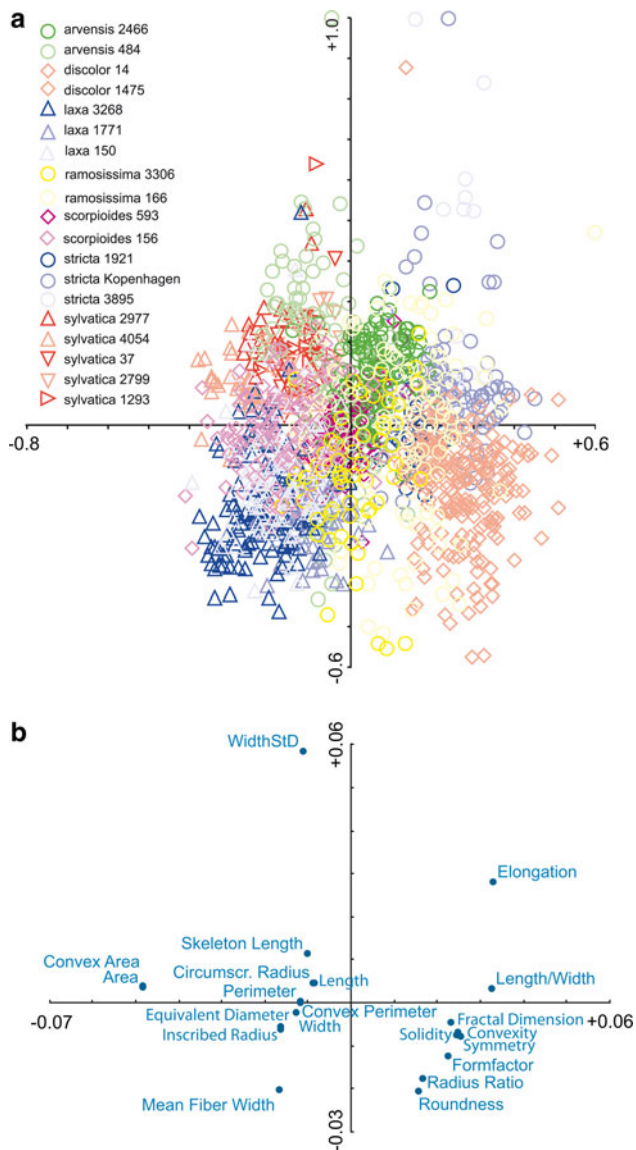 a
+1.0
arvensis 2466
arvensis 484
discolor 14
discolor 1475
laxa 3268
laxa 1771
laxa 150
ramosissima 3306
ramosissima 166
scorpioides 593
scorpioides 156
stricta 1921
stricta Kopenhagen
stricta 3895
sylvatica 2977
sylvatica 4054
sylvatica 37
sylvatica 2799
sylvatica 1293
-0.8
+0.6
-0.6
b
+0.06
WidthStD
Elongation
Skeleton Length
Convex Area
Area
Circumscr. Radius
Length
Length/Width
Perimeter
-0.07
+0.06
Equivalent Diameter
Convex Perimeter
Fractal Dimension
Inscribed Radius
Width
Solidity
Convexity
Symmetry
Formfactor
Radius Ratio
Mean Fiber Width
Roundness
-0.03